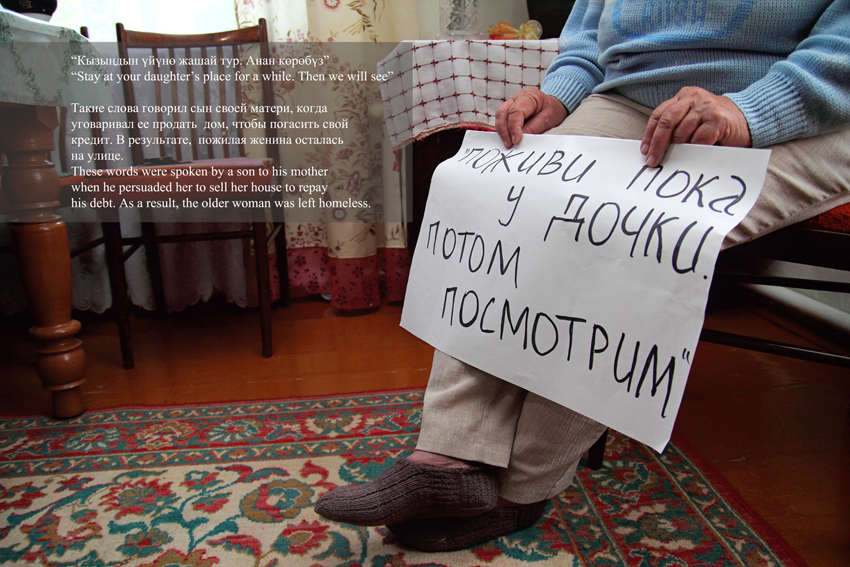 “Кызыңдын үйүнө жашай тур. Анан көрөбүз”
“Stay at your daughter’s place for a while. Then we will see”
Такие слова говорил сын своей матери, когда
уговаривал ее продать дом, чтобы погасить свой
кредит. В результате, пожилая женина осталась
на улице.
These words were spoken by a son to his mother
when he persuaded her to sell her house to repay
his debt. As a result, the older woman was left homeless.
"ПОЖИВИ ПОКА
У ДОЧКИ.
ПОТОМ
ПОСМОТРИМ"